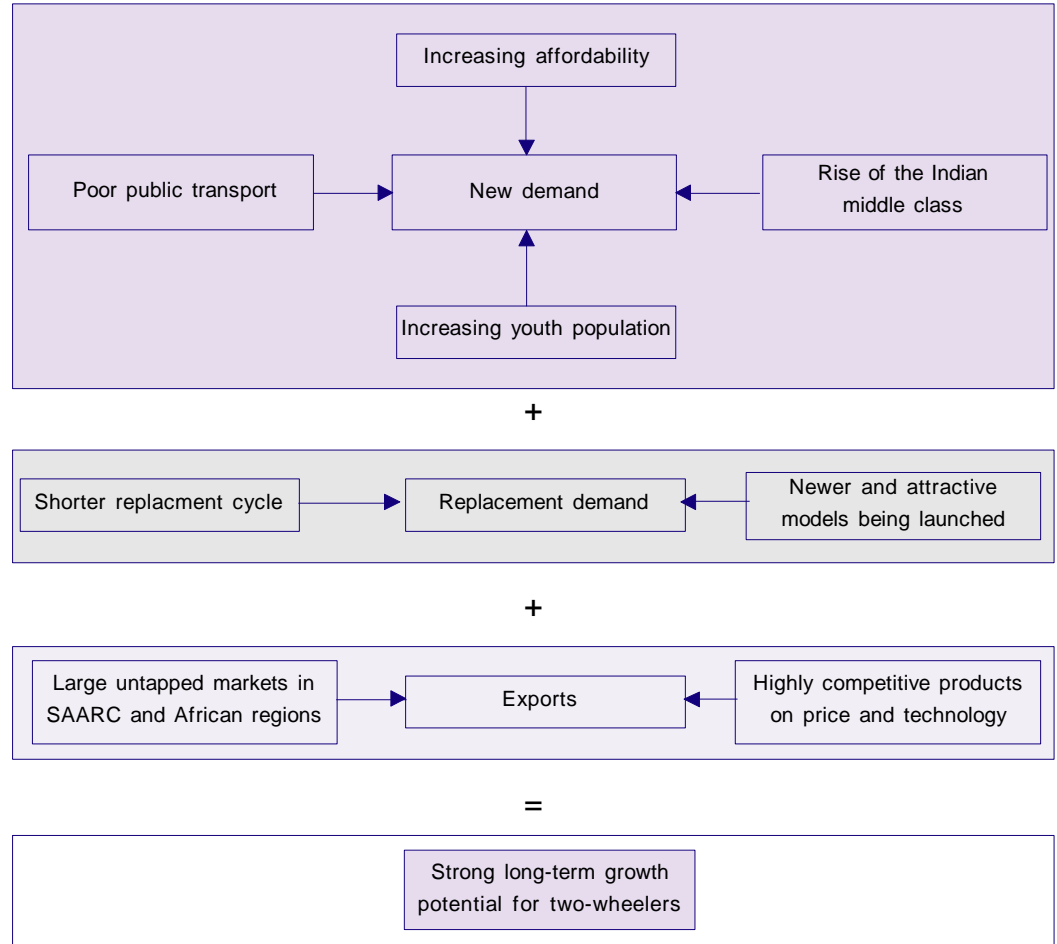 Increasing affordability
Poor public transport
New demand
Rise of the Indian
middle class
Increasing youth population
+
Shorter replacment cycle
Replacement demand
Newer and attractive
models being launched
+
Large untapped markets in
SAARC and African regions
Exports
Highly competitive products
on price and technology
=
Strong long-term growth
potential for two-wheelers